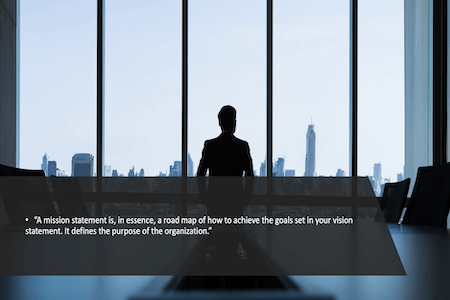 • "A mission statement is, in essence, a road map of how to achieve the goals set in your vision
statement. It defines the purpose of the organization."